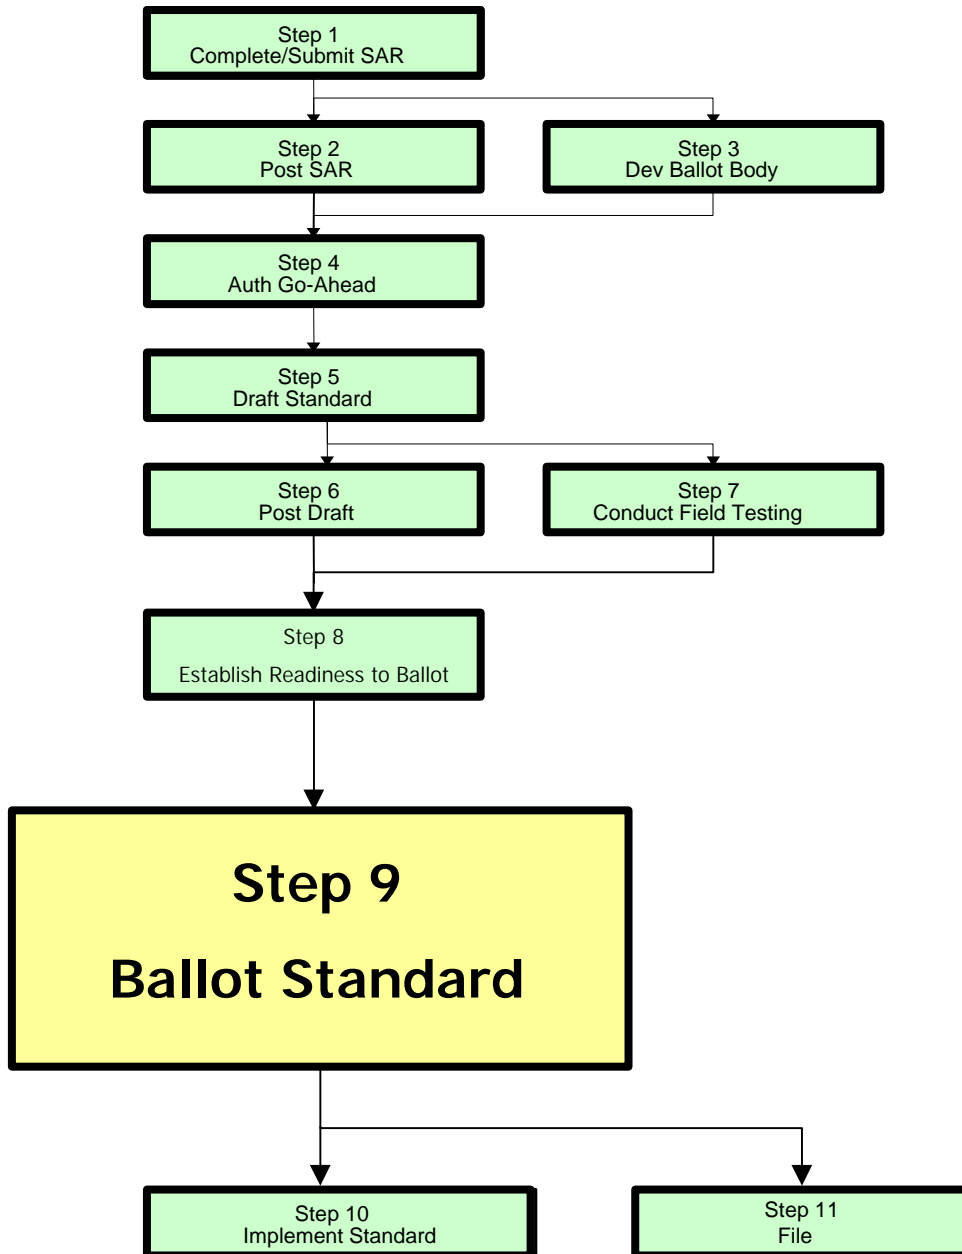 Step 1
Complete/Submit SAR
Step 2
Post SAR
Step 3
Dev Ballot Body
Step 4
Auth Go-Ahead
Step 5
Draft Standard
Step 6
Post Draft
Step 7
Conduct Field Testing
Step 8
Establish Readiness to Ballot
Step 9
Ballot Standard
Step 10
Implement Standard
Step 11
File